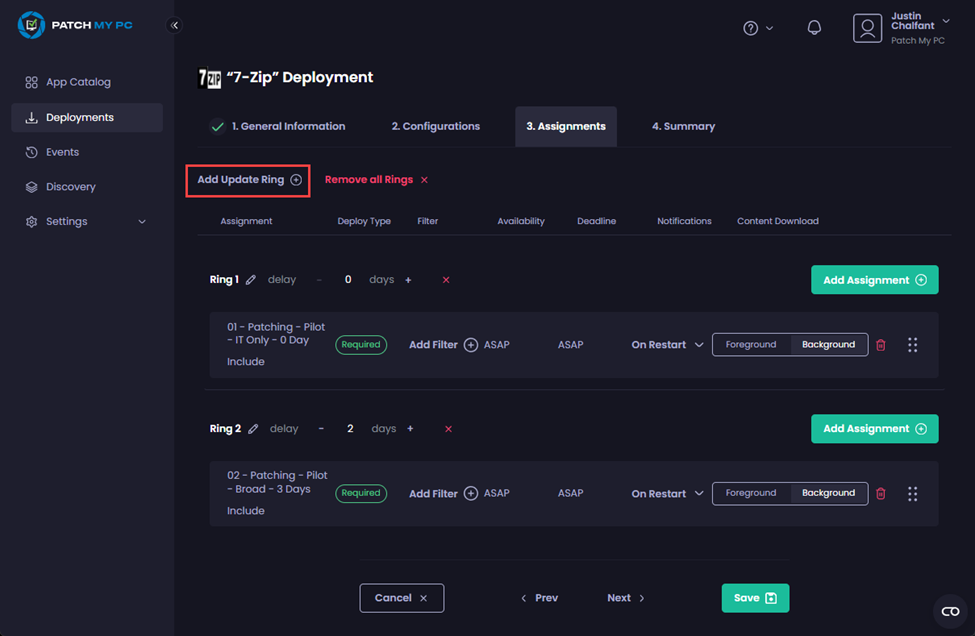 PATCH MY PC
Justin
Chalfant
Patch My PC
App Catalog
Deployments
Events
Discovery
Settings
7ZIP “7-Zip” Deployment
1. General Information
2. Configurations
3. Assignments
4. Summary
Add Update Ring
Remove all Rings ×
Assignment Deploy Type Filter Availability Deadline Notifications Content Download
Ring 1 delay - 0 days + ×
Add Assignment
01 - Patching - Pilot
- IT Only - 0 Day
Include
Required
Add Filter
ASAP
ASAP
On Restart
Foreground
Background
Ring 2 delay - 2 days + ×
Add Assignment
02 - Patching - Pilot
- Broad - 3 Days
Include
Required
Add Filter
ASAP
ASAP
On Restart
Foreground
Background
Cancel ×
Prev
Next
Save